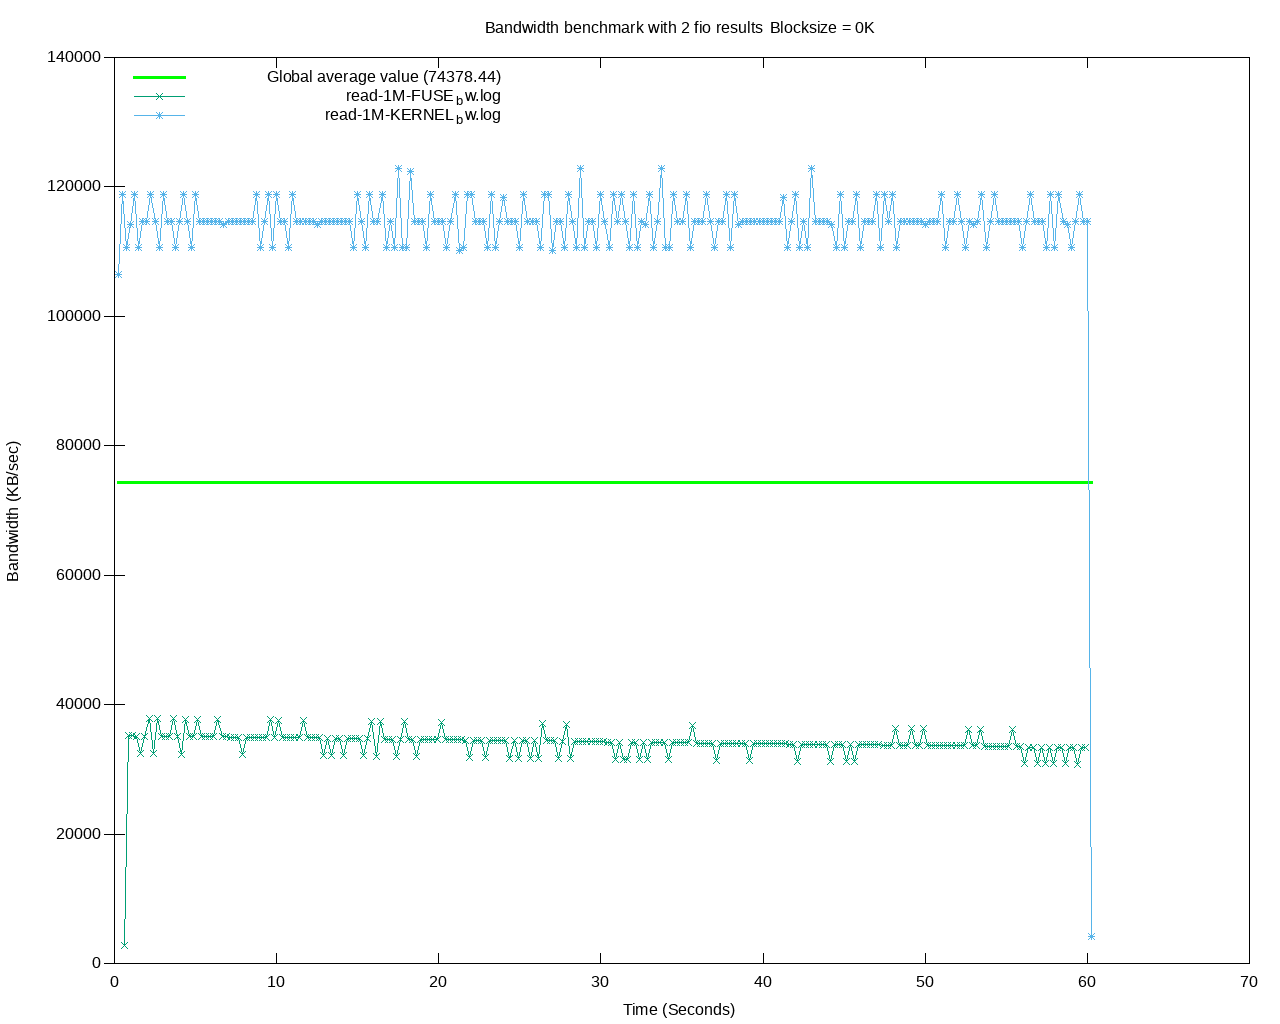 Bandwidth benchmark with 2 fio results Blocksize = 0K
140000
120000
100000
80000
60000
40000
20000
0
Bandwidth (KB/sec)
Global average value (74378.44)
read-1M-FUSEbw.log
read-1M-KERNELbw.log
0 10 20 30 40 50 60 70
Time (Seconds)